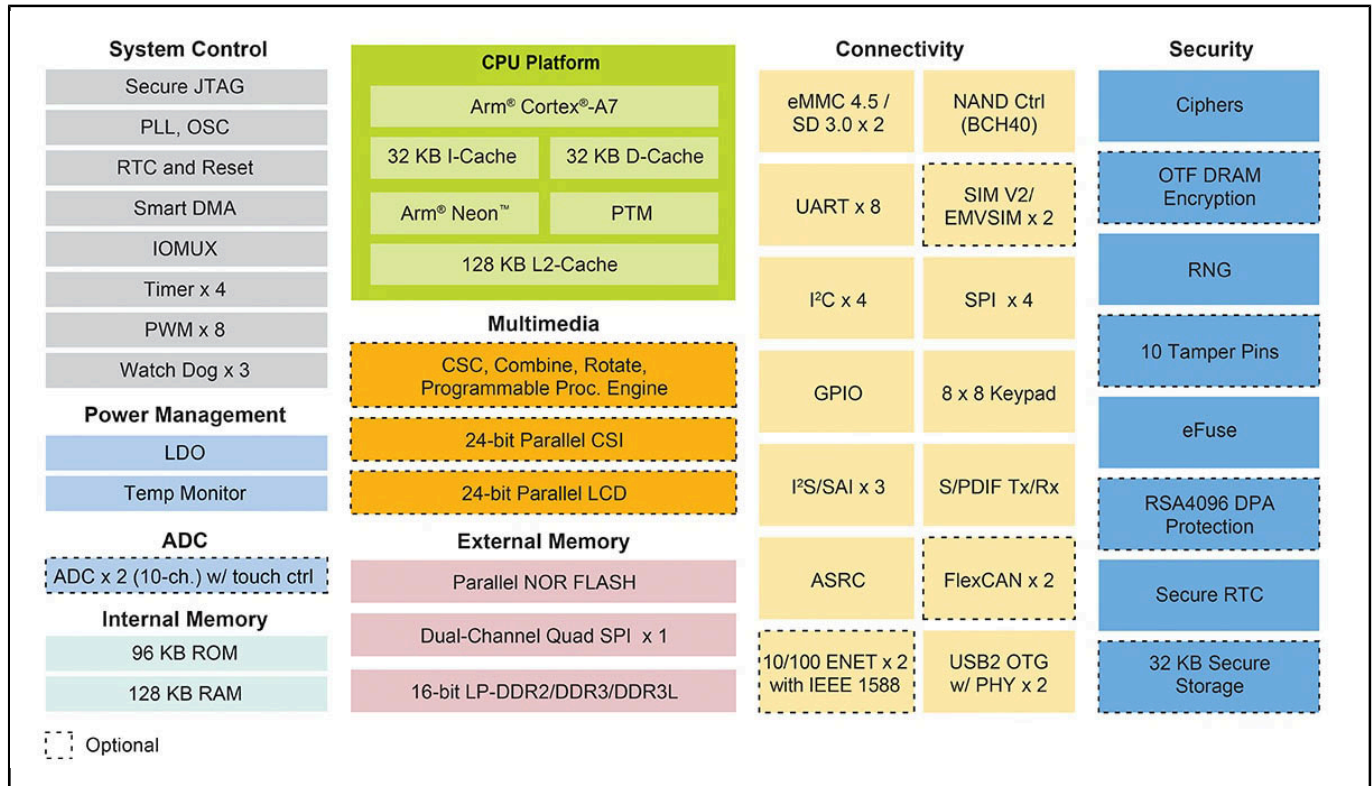 System Control
Secure JTAG
PLL, OSC
RTC and Reset
Smart DMA
IOMUX
Timer x 4
PWM x 8
Watch Dog x 3
Power Management
LDO
Temp Monitor
ADC
ADC x 2 (10-ch.) w/ touch ctrl
Internal Memory
96 KB ROM
128 KB RAM
CPU Platform
Arm® Cortex®-A7
32 KB I-Cache
32 KB D-Cache
Arm® Neon™
PTM
128 KB L2-Cache
Multimedia
CSC, Combine, Rotate,
Programmable Proc. Engine
24-bit Parallel CSI
24-bit Parallel LCD
External Memory
Parallel NOR FLASH
Dual-Channel Quad SPI x 1
16-bit LP-DDR2/DDR3/DDR3L
Connectivity
eMMC 4.5 /
SD 3.0 x 2
NAND Ctrl
(BCH40)
UART x 8
SIM V2/
EMVSIM x 2
I²C x 4
SPI x 4
GPIO
8 x 8 Keypad
I²S/SAI x 3
S/PDIF Tx/Rx
ASRC
FlexCAN x 2
10/100 ENET x 2
with IEEE 1588
USB2 OTG
w/ PHY x 2
Security
Ciphers
OTF DRAM
Encryption
RNG
10 Tamper Pins
eFuse
RSA4096 DPA
Protection
Secure RTC
32 KB Secure
Storage
Optional